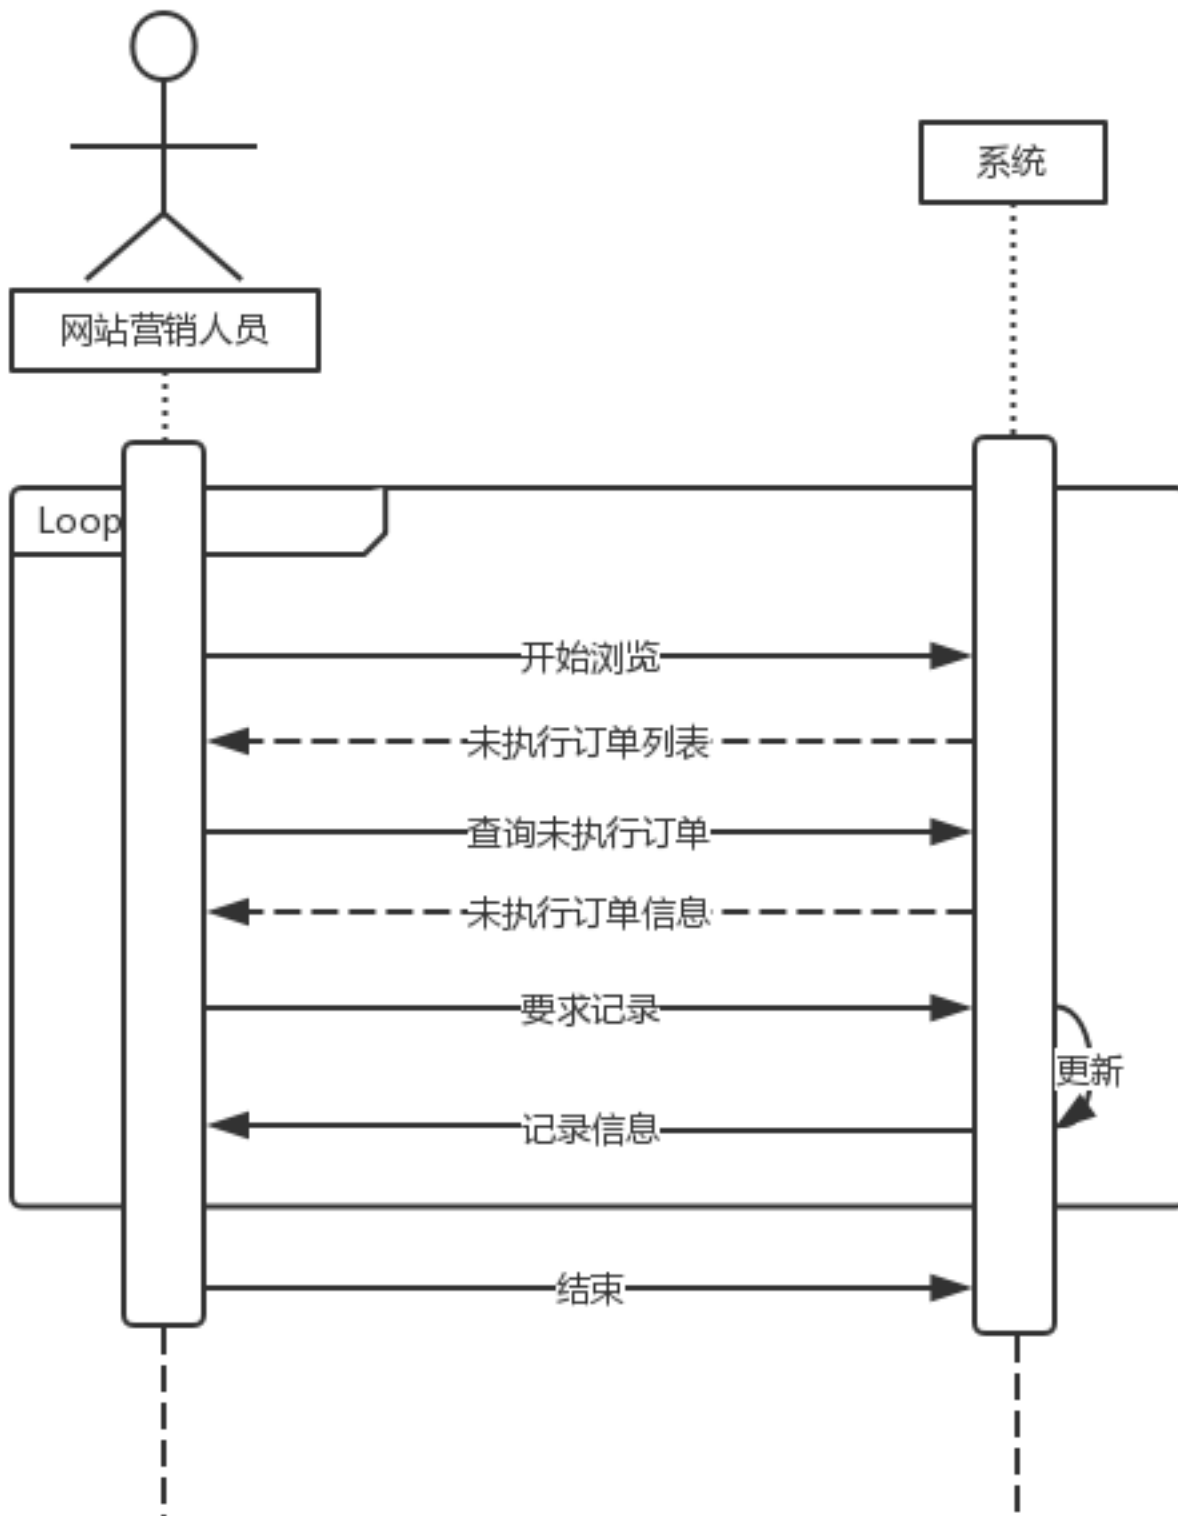 系统
网站营销人员
Loop
开始浏览
未执行订单列表
查询未执行订单
未执行订单信息
要求记录
更新
记录信息
结束